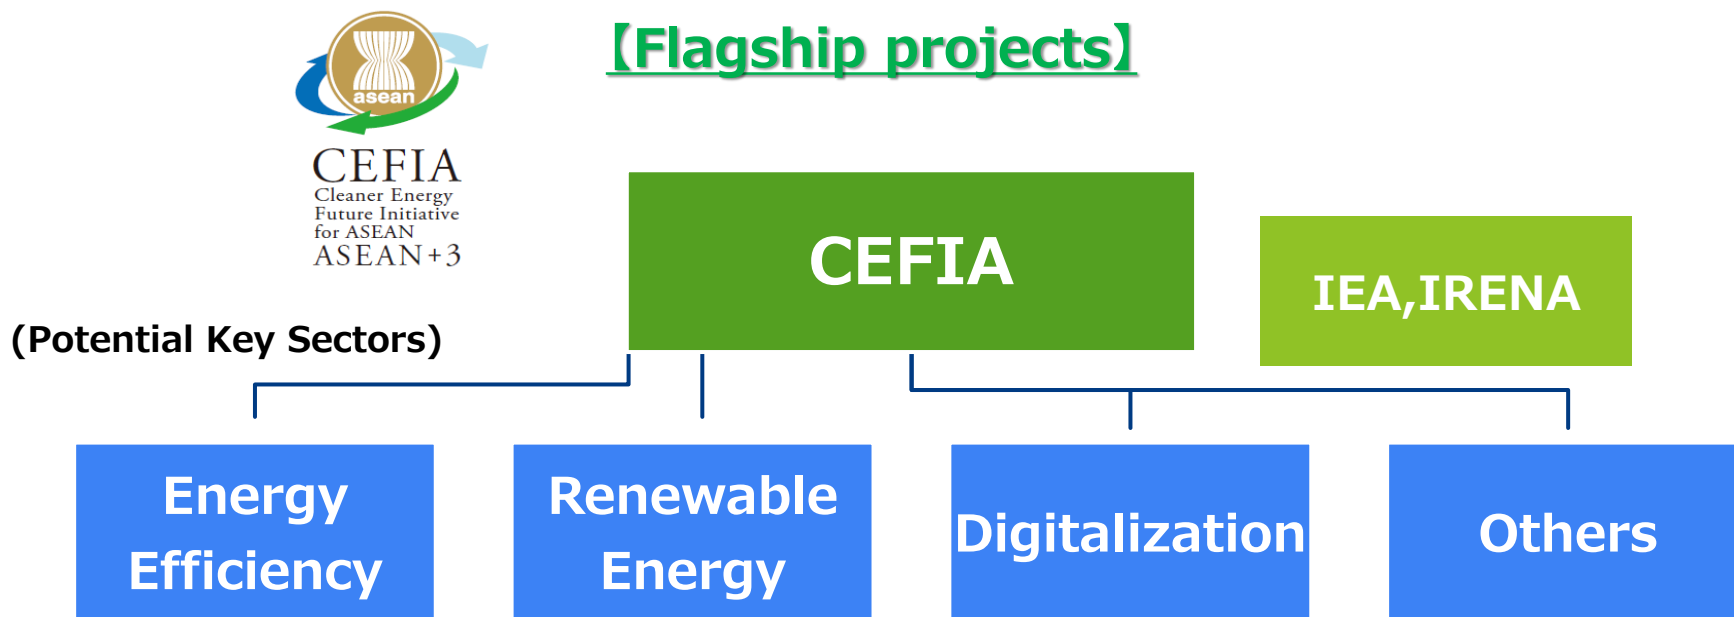 【Flagship projects】
asean
CEFIA
Cleaner Energy
Future Initiative
for ASEAN
ASEAN+3
CEFIA
IEA,IRENA
(Potential Key Sectors)
Energy
Efficiency
Renewable
Energy
Digitalization
Others